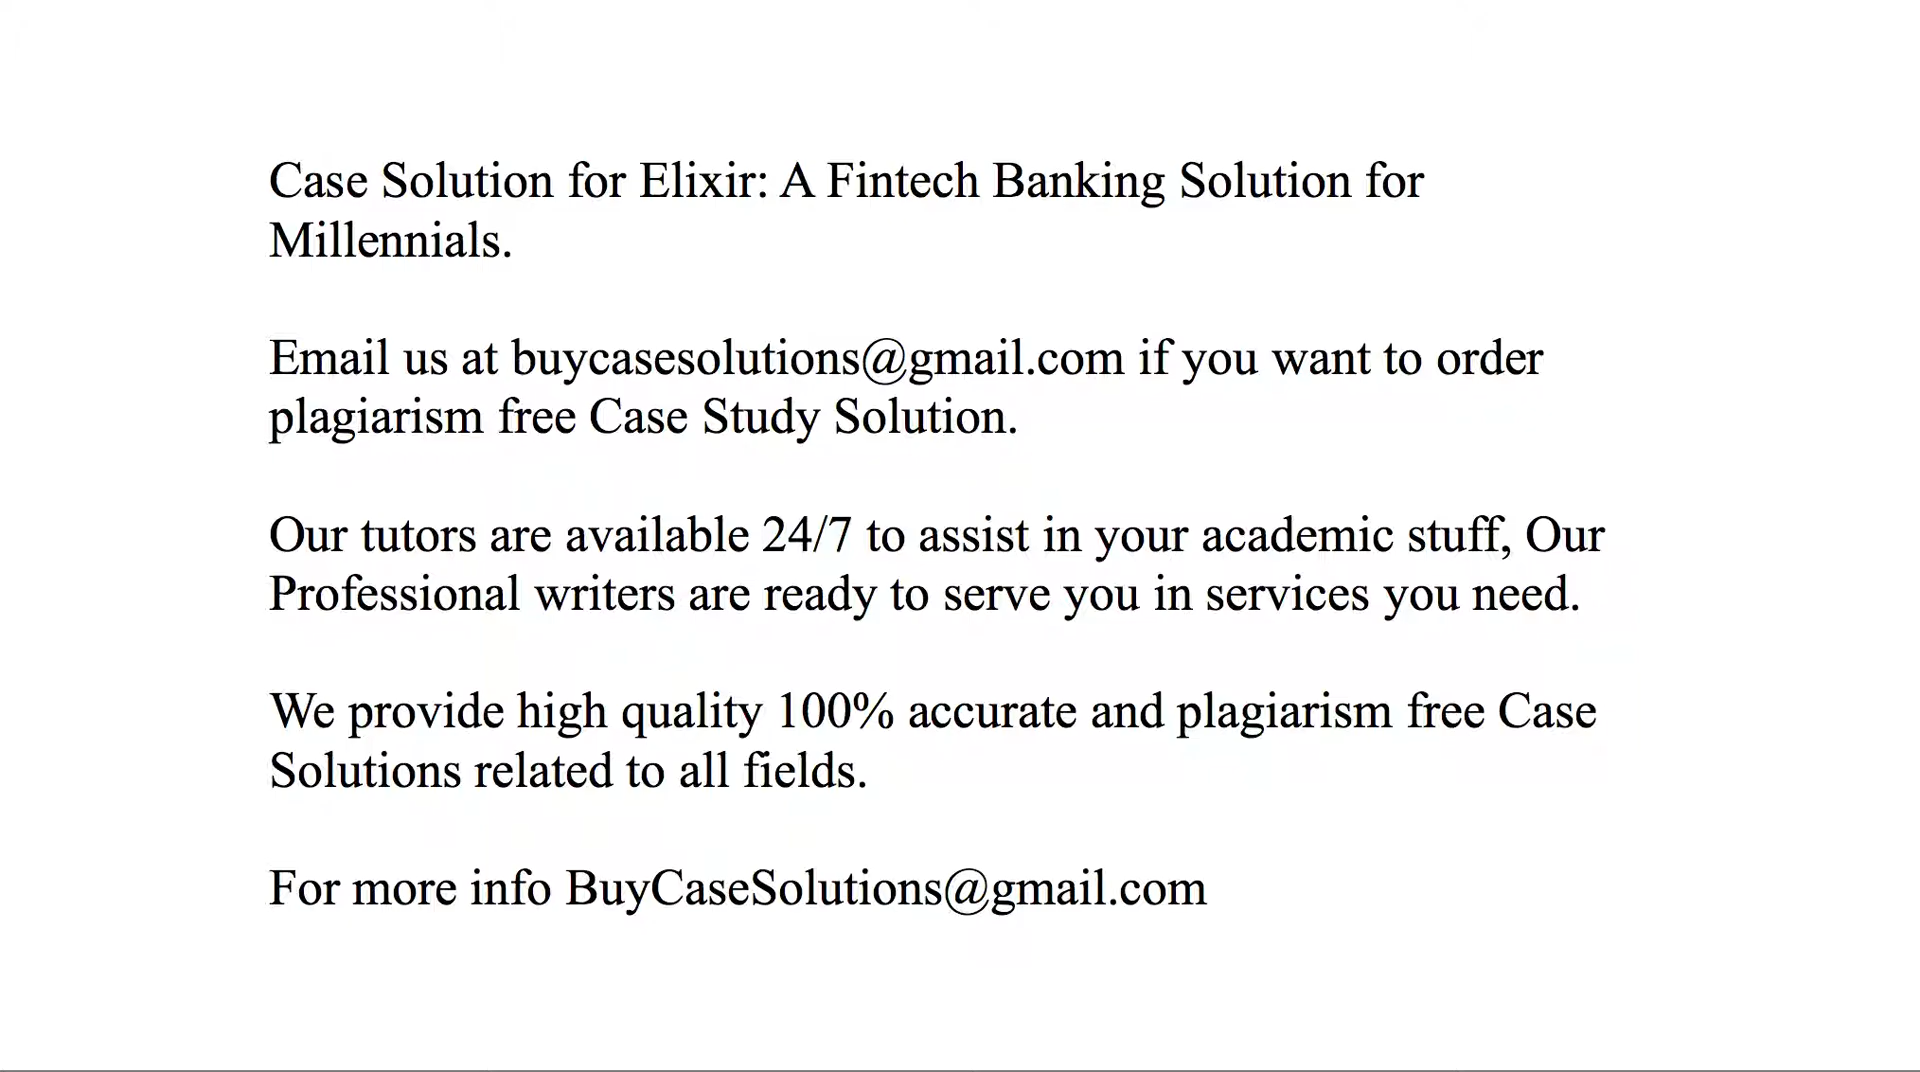 Case Solution for Elixir: A Fintech Banking Solution for
Millennials.
Email us at buycasesolutions@gmail.com if you want to order
plagiarism free Case Study Solution.
Our tutors are available 24/7 to assist in your academic stuff, Our
Professional writers are ready to serve you in services you need.
We provide high quality 100% accurate and plagiarism free Case
Solutions related to all fields.
For more info BuyCaseSolutions@gmail.com